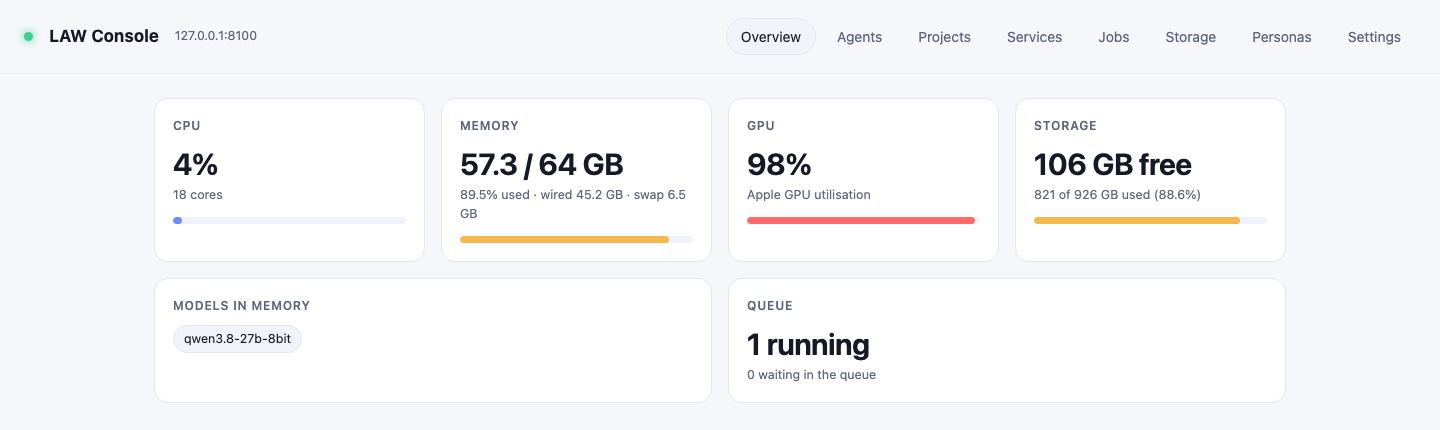 LAW Console 127.0.0.1:8100
Overview Agents Projects Services Jobs Storage Personas Settings
CPU
4%
18 cores
MEMORY
57.3 / 64 GB
89.5% used · wired 45.2 GB · swap 6.5
GB
GPU
98%
Apple GPU utilisation
STORAGE
106 GB free
821 of 926 GB used (88.6%)
MODELS IN MEMORY
qwen3.8-27b-8bit
QUEUE
1 running
0 waiting in the queue